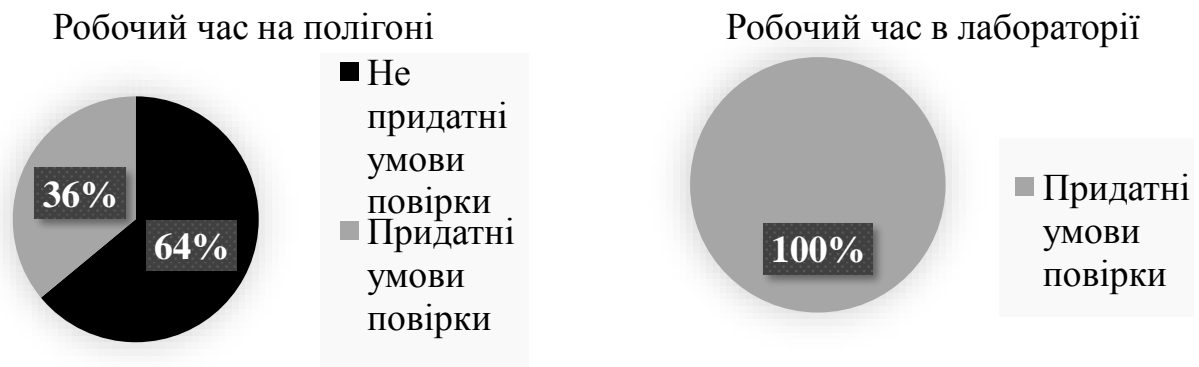 Робочий час на полігоні
36%
64%
Не
придатні
умови
повірки
Придатні
умови
повірки
Робочий час в лабораторії
100%
Придатні
умови
повірки